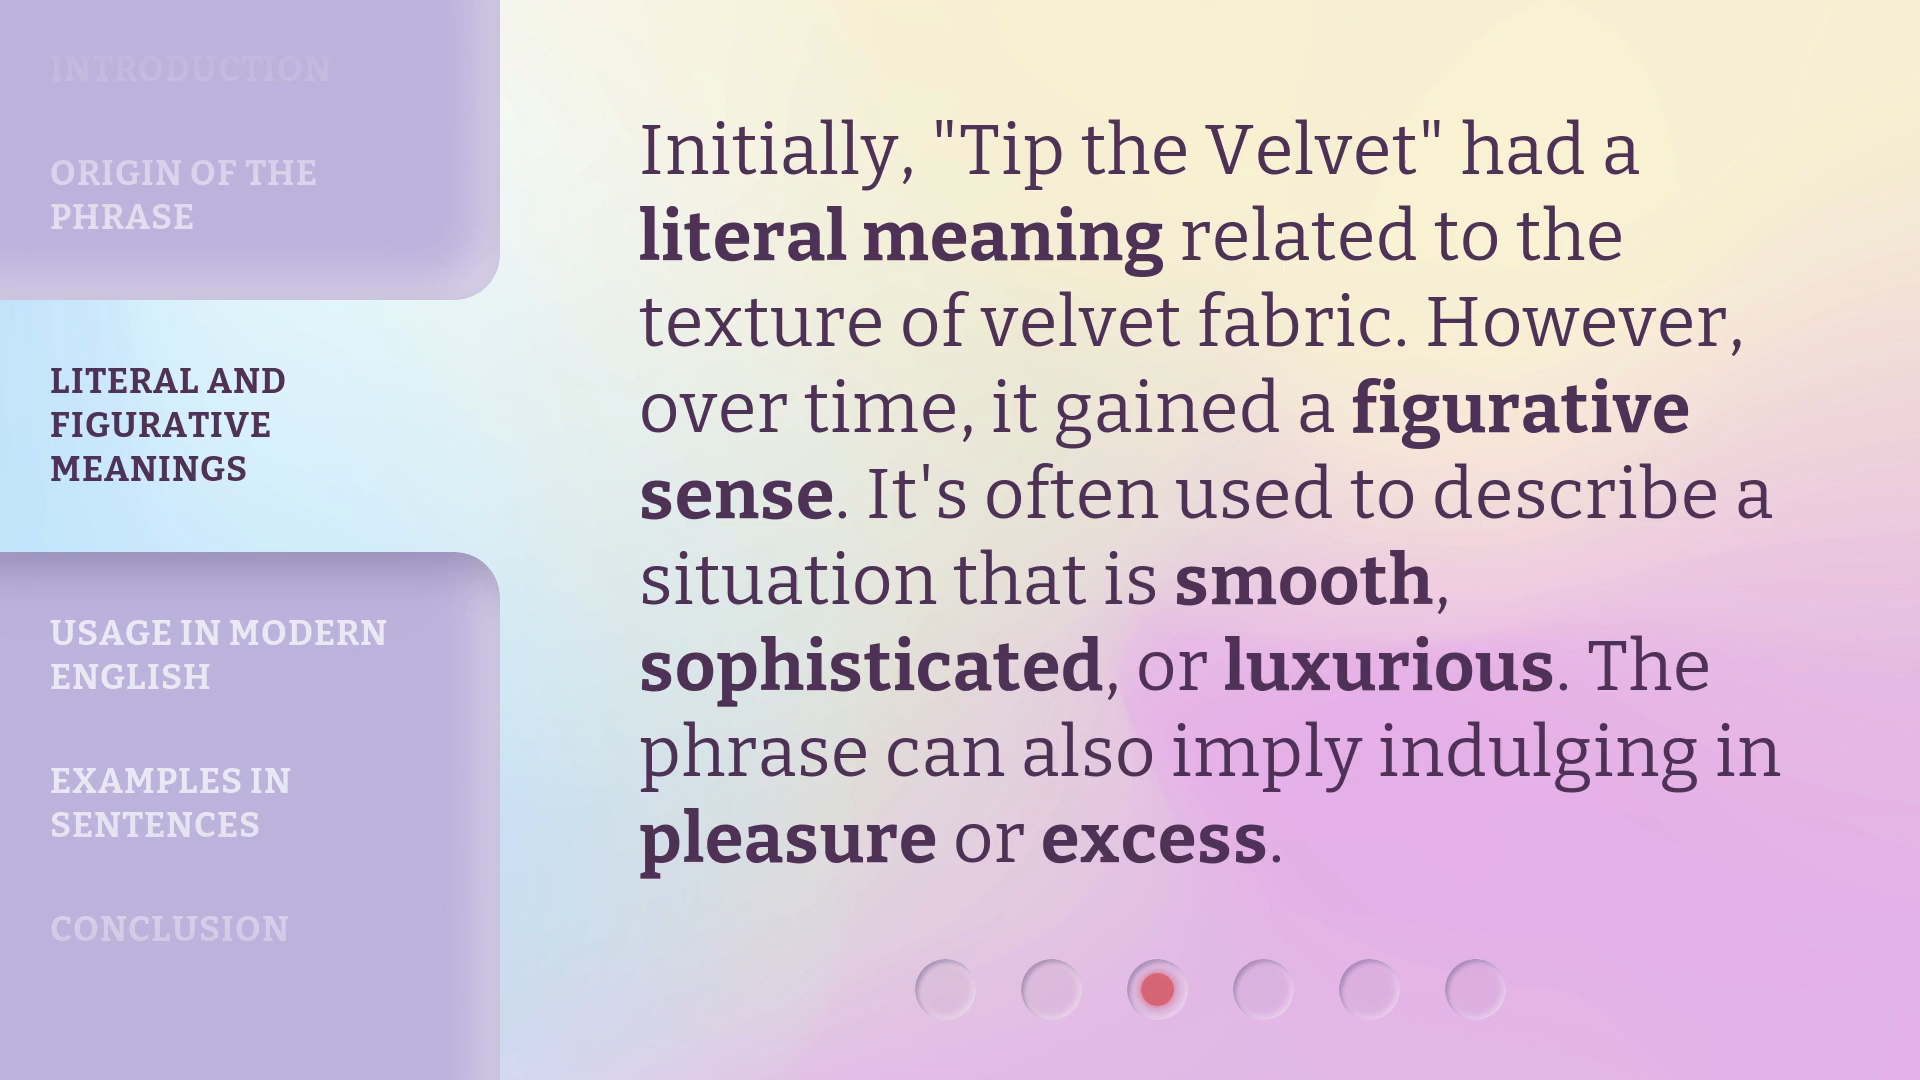 INTRODUCTION
ORIGIN OF THE
PHRASE
LITERAL AND
FIGURATIVE
MEANINGS
USAGE IN MODERN
ENGLISH
EXAMPLES IN
SENTENCES
CONCLUSION
Initially, "Tip the Velvet" had a
literal meaning related to the
texture of velvet fabric. However,
over time, it gained a figurative
sense. It's often used to describe a
situation that is smooth,
sophisticated, or luxurious. The
phrase can also imply indulging in
pleasure or excess.